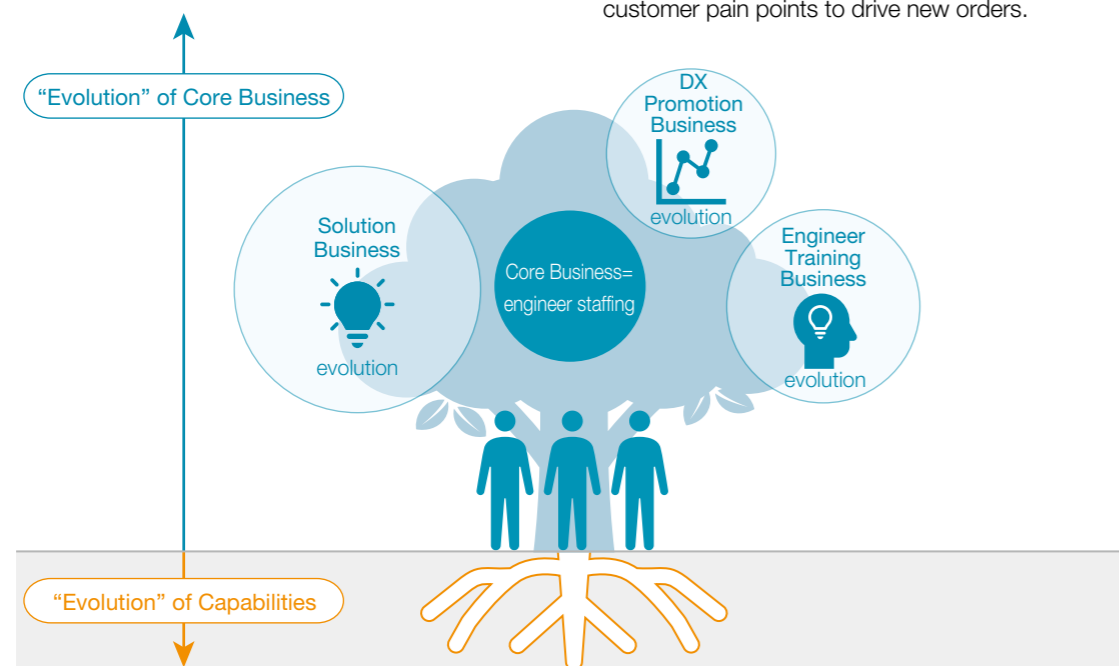 customer pain points to drive new orders.
“Evolution” of Core Business
DX
Promotion
Business
evolution
Solution
Business
evolution
Core Business=
engineer staffing
Engineer
Training
Business
evolution
“Evolution” of Capabilities